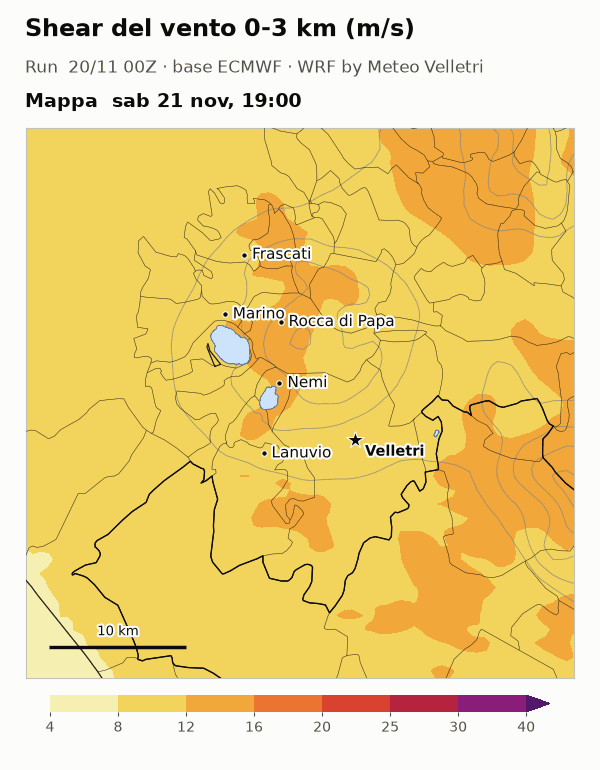 Shear del vento 0-3 km (m/s)
Run  20/11 00Z · base ECMWF · WRF by Meteo Velletri
Mappa  sab 21 nov, 19:00
Frascati
Marino
Rocca di Papa
Nemi
Velletri
Lanuvio
10 km
4 8 12 16 20 25 30 40